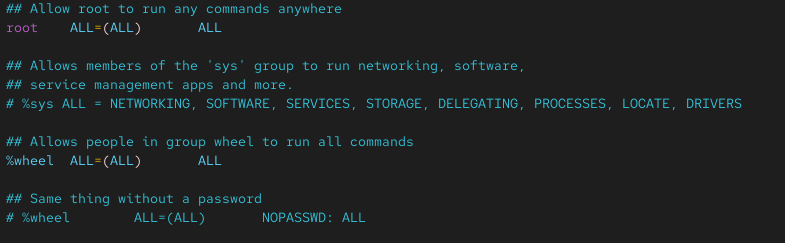 ## Allow root to run any commands anywhere
root    ALL=(ALL)       ALL

## Allows members of the 'sys' group to run networking, software,
## service management apps and more.
# %sys ALL = NETWORKING, SOFTWARE, SERVICES, STORAGE, DELEGATING, PROCESSES, LOCATE, DRIVERS

## Allows people in group wheel to run all commands
%wheel  ALL=(ALL)       ALL

## Same thing without a password
# %wheel        ALL=(ALL)       NOPASSWD: ALL